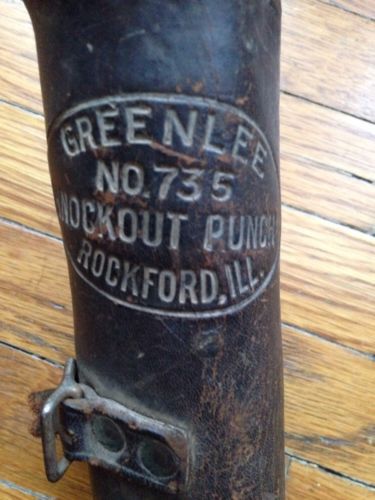 GREENLEE
NO. 735
KNOCKOUT PUNCH
ROCKFORD, ILL.